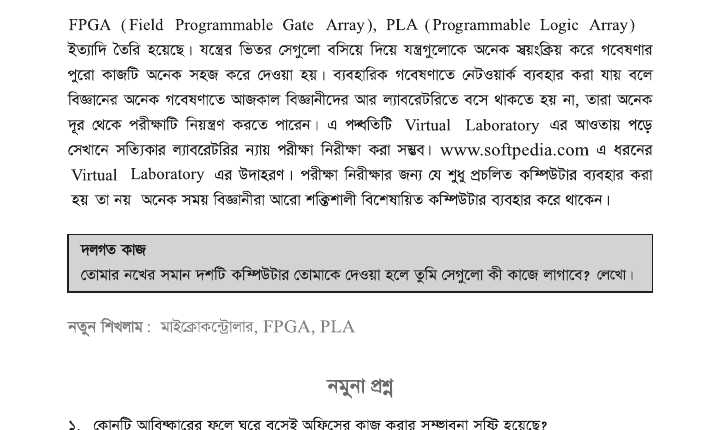 FPGA (Field Programmable Gate Array), PLA (Programmable Logic Array)
ইত্যাদি তৈরি হয়েছে। যন্ত্রের ভিতর সেগুলো বসিয়ে দিয়ে যন্ত্রগুলোকে অনেক স্বয়ংক্রিয় করে গবেষণার
পুরো কাজটি অনেক সহজ করে দেওয়া হয়। ব্যবহারিক গবেষণাতে নেটওয়ার্ক ব্যবহার করা যায় বলে
বিজ্ঞানের অনেক গবেষণাতে আজকাল বিজ্ঞানীদের আর ল্যাবরেটরিতে বসে থাকতে হয় না, তারা অনেক
দূর থেকে পরীক্ষাটি নিয়ন্ত্রণ করতে পারেন। এ পদ্ধতিটি Virtual Laboratory এর আওতায় পড়ে
সেখানে সত্যিকার ল্যাবরেটরির ন্যায় পরীক্ষা নিরীক্ষা করা সম্ভব। www.softpedia.com এ ধরনের
Virtual Laboratory এর উদাহরণ। পরীক্ষা নিরীক্ষার জন্য যে শুধু প্রচলিত কম্পিউটার ব্যবহার করা
হয় তা নয় অনেক সময় বিজ্ঞানীরা আরো শক্তিশালী বিশেষায়িত কম্পিউটার ব্যবহার করে থাকেন।
দলগত কাজ
তোমার নখের সমান দশটি কম্পিউটার তোমাকে দেওয়া হলে তুমি সেগুলো কী কাজে লাগাবে? লেখো।
নতুন শিখলাম : মাইক্রোকন্ট্রোলার, FPGA, PLA
নমুনা প্রশ্ন
১. কোনটি আবিষ্কারের ফলে ঘরে বসেই অফিসের কাজ করার সম্ভাবনা সৃষ্টি হয়েছে?